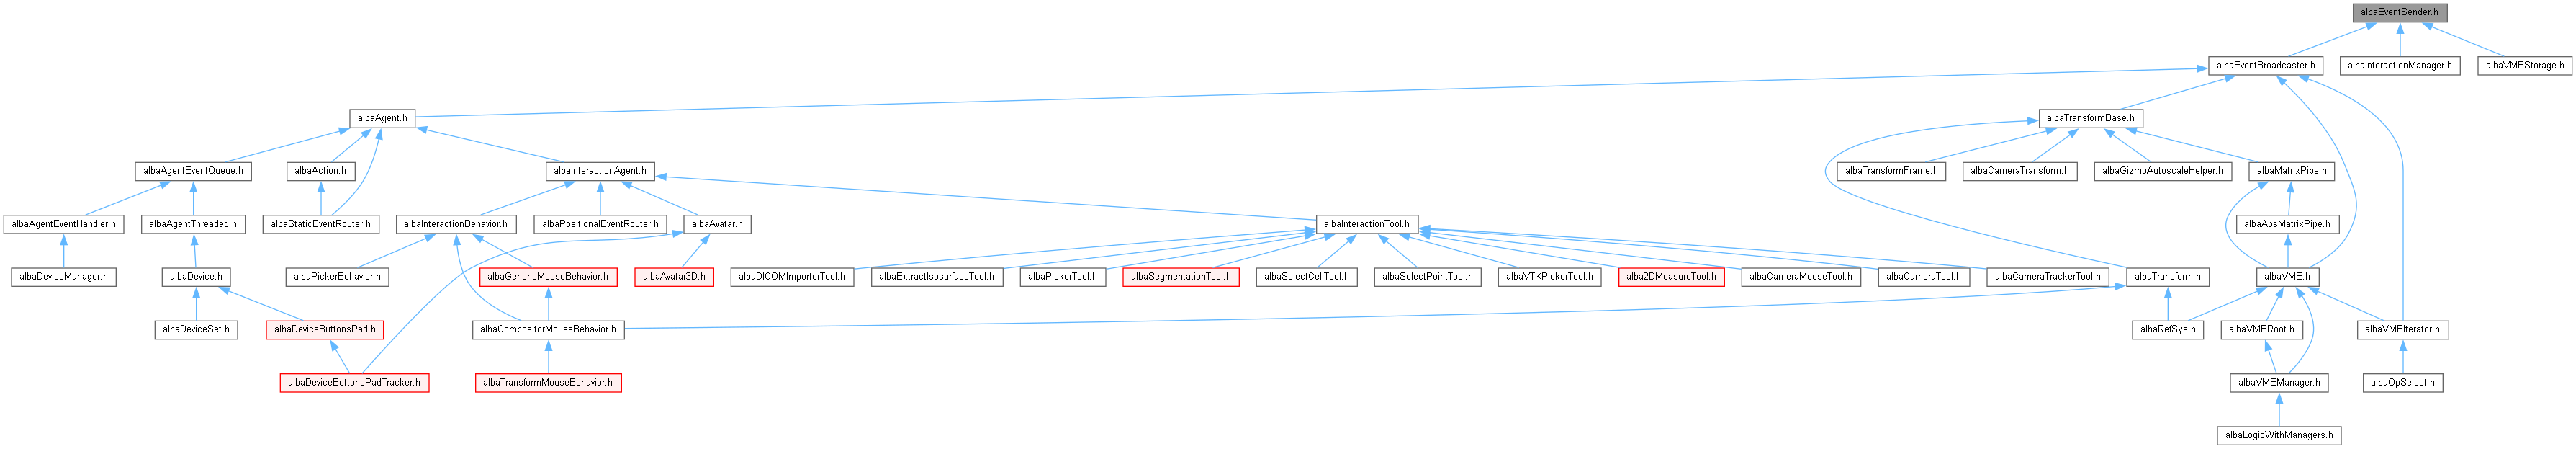 albaEventSender.h
albaEventBroadcaster.h
albaInteractionManager.h
albaVMEStorage.h
albaAgent.h
albaTransformBase.h
albaAgentEventQueue.h
albaAction.h
albaInteractionAgent.h
albaTransformFrame.h
albaCameraTransform.h
albaGizmoAutoscaleHelper.h
albaMatrixPipe.h
albaAgentEventHandler.h
albaAgentThreaded.h
albaStaticEventRouter.h
albaInteractionBehavior.h
albaPositionalEventRouter.h
albaAvatar.h
albaInteractionTool.h
albaAbsMatrixPipe.h
albaDeviceManager.h
albaDevice.h
albaPickerBehavior.h
albaGenericMouseBehavior.h
albaAvatar3D.h
albaDICOMImporterTool.h
albaExtractIsosurfaceTool.h
albaPickerTool.h
albaSegmentationTool.h
albaSelectCellTool.h
albaSelectPointTool.h
albaVTKPickerTool.h
alba2DMeasureTool.h
albaCameraMouseTool.h
albaCameraTool.h
albaCameraTrackerTool.h
albaTransform.h
albaVME.h
albaDeviceSet.h
albaDeviceButtonsPad.h
albaCompositorMouseBehavior.h
albaRefSys.h
albaVMERoot.h
albaVMEIterator.h
albaDeviceButtonsPadTracker.h
albaTransformMouseBehavior.h
albaVMEManager.h
albaOpSelect.h
albaLogicWithManagers.h